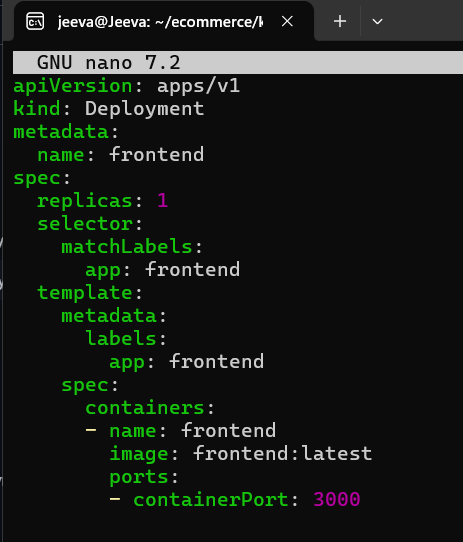 jeeva@Jeeva: ~/ecommerce/k
GNU nano 7.2
apiVersion: apps/v1
kind: Deployment
metadata:
  name: frontend
spec:
  replicas: 1
  selector:
    matchLabels:
      app: frontend
  template:
    metadata:
      labels:
        app: frontend
    spec:
      containers:
      - name: frontend
        image: frontend:latest
        ports:
        - containerPort: 3000